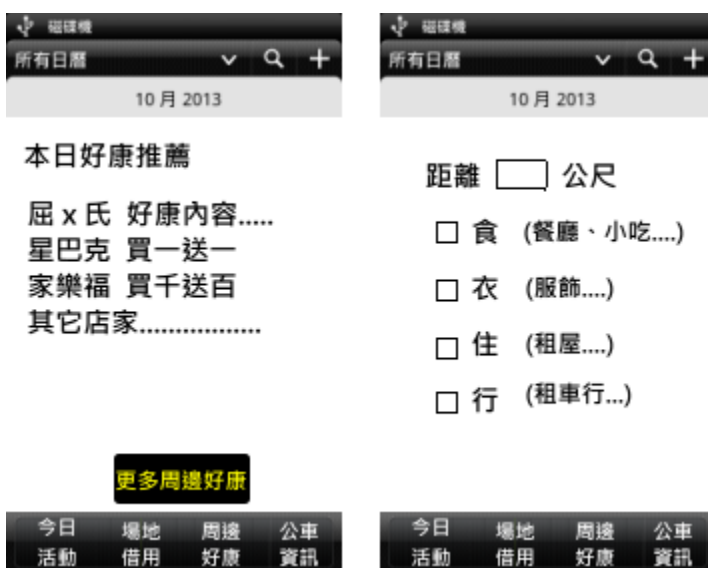 磁碟機
所有日曆
10 月 2013
本日好康推薦
屈 x 氏 好康內容.....
星巴克 買一送一
家樂福 買千送百
其它店家.................
更多周邊好康
今日 場地 周邊 公車
活動 借用 好康 資訊
磁碟機
所有日曆
10 月 2013
距離 公尺
食 (餐廳、小吃....)
衣 (服飾....)
住 (租屋....)
行 (租車行...)
今日 場地 周邊 公車
活動 借用 好康 資訊